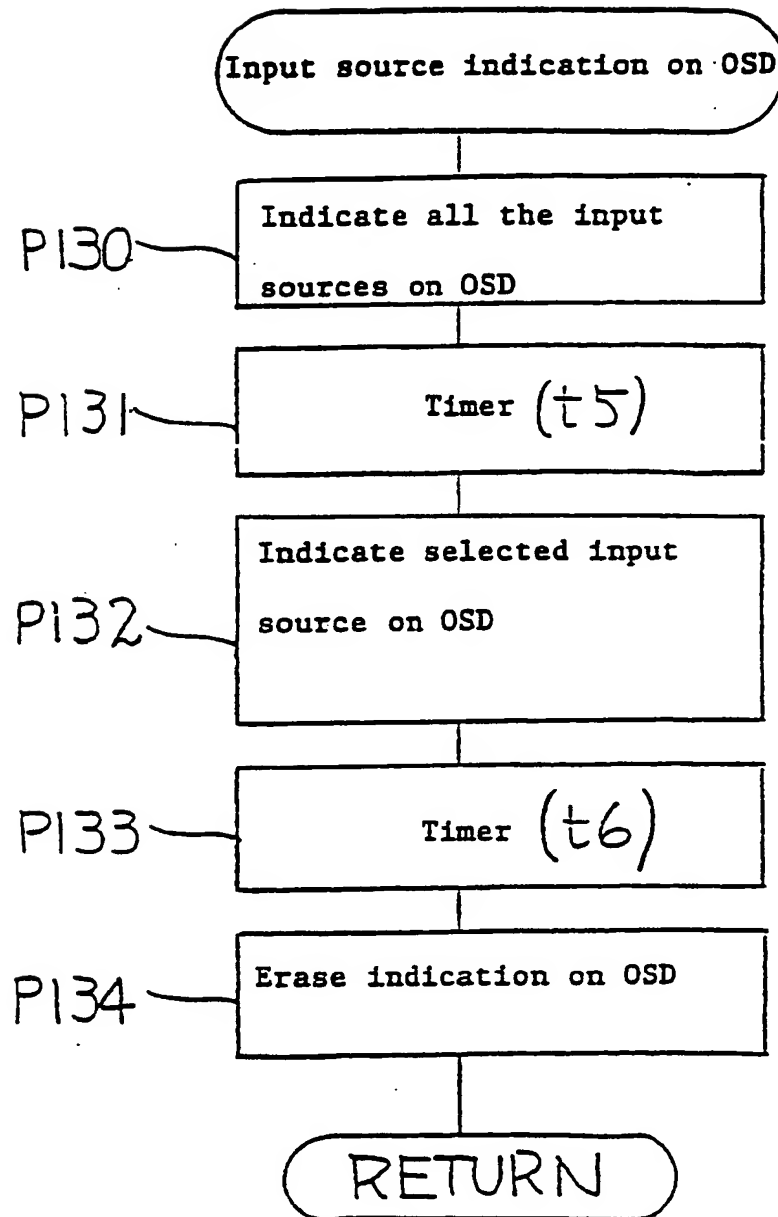 Input source indication on OSD
P130
Indicate all the input
sources on OSD
P131
Timer (t5)
P132
Indicate selected input
source on OSD
P133
Timer (t6)
P134
Erase indication on OSD
RETURN